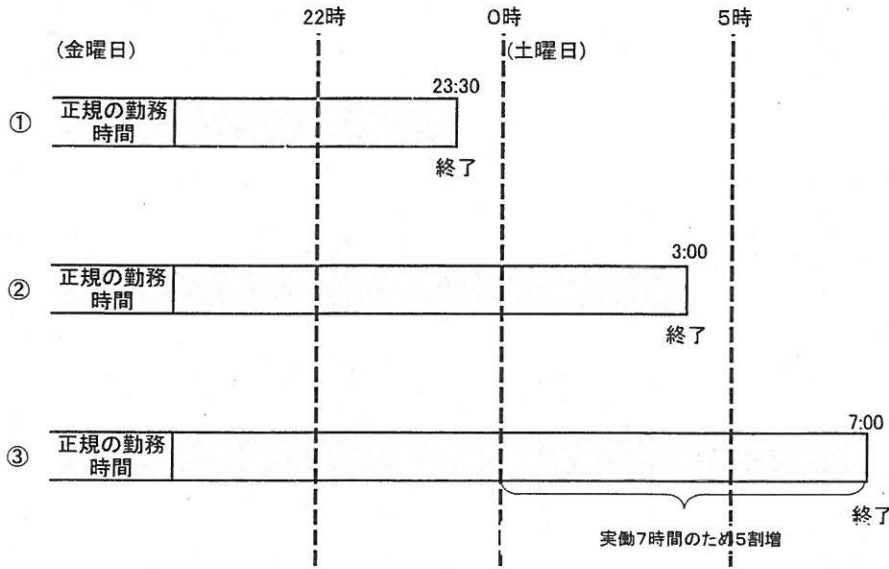 22時 0時 5時
(金曜日) (土曜日)
23:30
① 正規の勤務
時間
終了
3:00
② 正規の勤務
時間
終了
7:00
③ 正規の勤務
時間
終了
実働7時間のため5割増